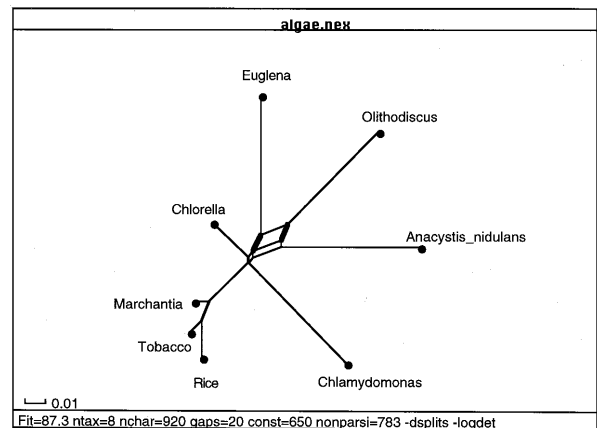 algae.nex
Euglena
Olithodiscus
Chlorella
Anacystis_nidulans
Marchantia
Tobacco
Rice
Chlamydomonas
0.01
Fit=87.3 ntax=8 nchar=920 gaps=20 const=650 nonparsi=783 -dsplits -logdet